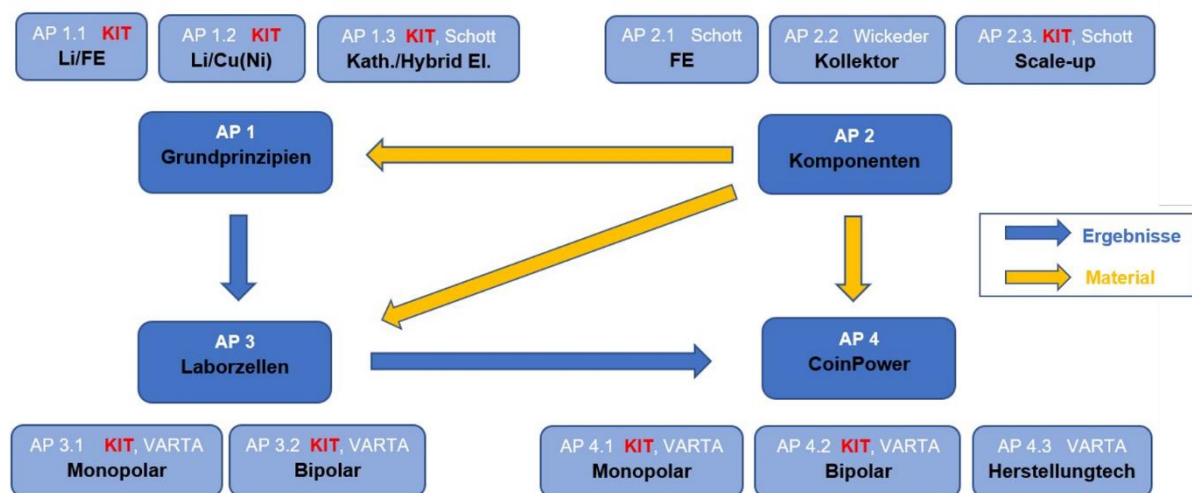 AP 1.1 KIT
Li/FE
AP 1.2 KIT
Li/Cu(Ni)
AP 1.3 KIT, Schott
Kath./Hybrid El.
AP 2.1 Schott
FE
AP 2.2 Wickeder
Kollektor
AP 2.3. KIT, Schott
Scale-up
AP 1
Grundprinzipien
AP 2
Komponenten
Ergebnisse
Material
AP 3
Laborzellen
AP 4
CoinPower
AP 3.1 KIT, VARTA
Monopolar
AP 3.2 KIT, VARTA
Bipolar
AP 4.1 KIT, VARTA
Monopolar
AP 4.2 KIT, VARTA
Bipolar
AP 4.3 VARTA
Herstellungtech